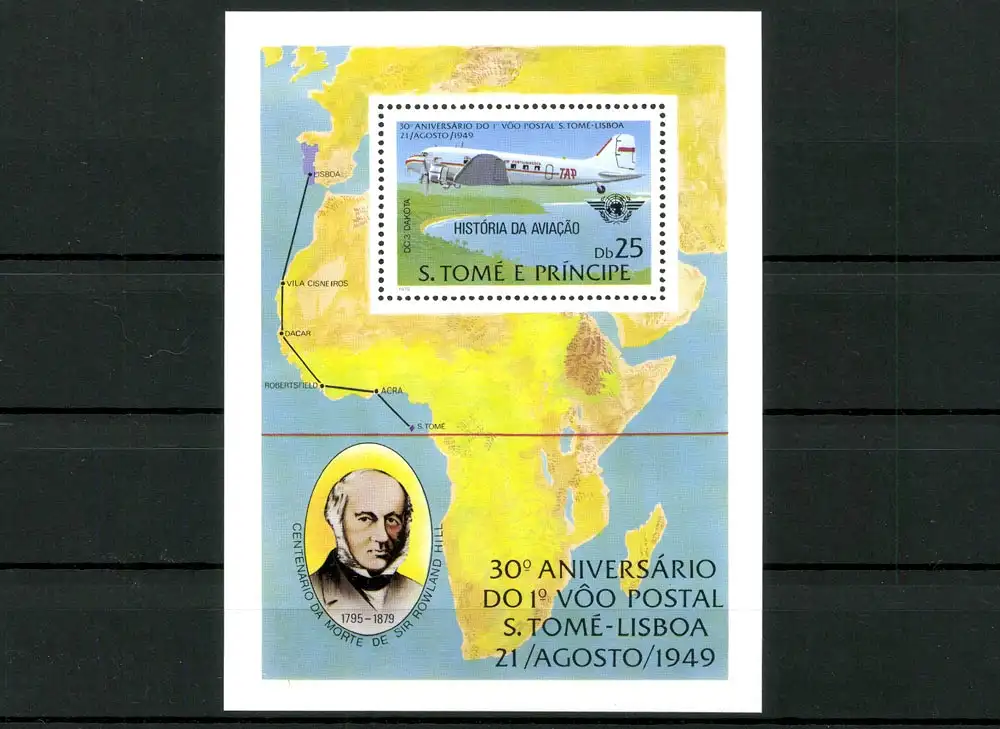 30º ANIVERSÁRIO DO 1º VÔO POSTAL S.TOMÉ-LISBOA
21/AGOSTO/1949
TAP
DC.3 DAKOTA
HISTÓRIA DA AVIAÇÃO
Db25
S. TOMÉ E PRÍNCIPE
1979
LISBOA
VILA CISNEIROS
DACAR
ROBERTSFIELD
ACRA
S.TOMÉ
CENTENÁRIO DA MORTE DE SIR ROWLAND HILL
1795-1879
30º ANIVERSÁRIO
DO 1º VÔO POSTAL
S. TOMÉ-LISBOA
21/AGOSTO/1949